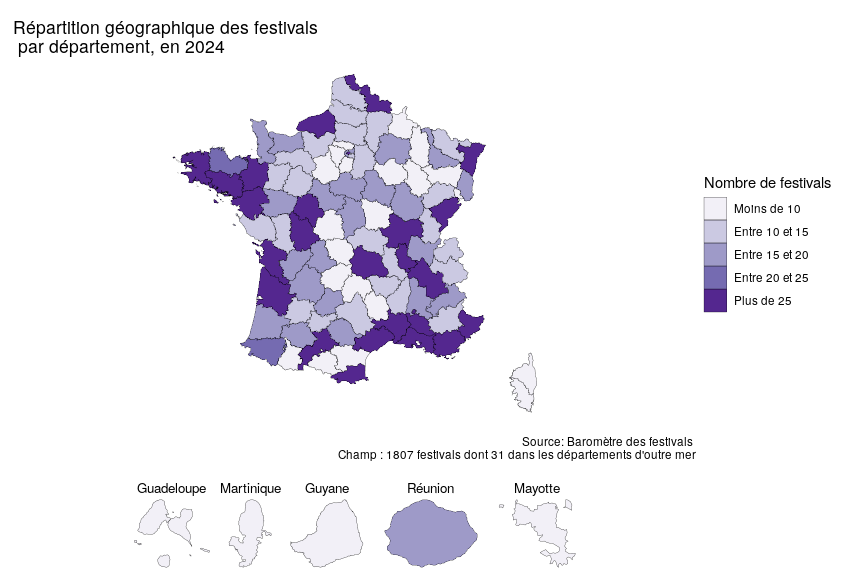 Répartition géographique des festivals
par département, en 2024
Nombre de festivals
Moins de 10
Entre 10 et 15
Entre 15 et 20
Entre 20 et 25
Plus de 25
Source: Baromètre des festivals
Champ : 1807 festivals dont 31 dans les départements d'outre mer
Guadeloupe
Martinique
Guyane
Réunion
Mayotte